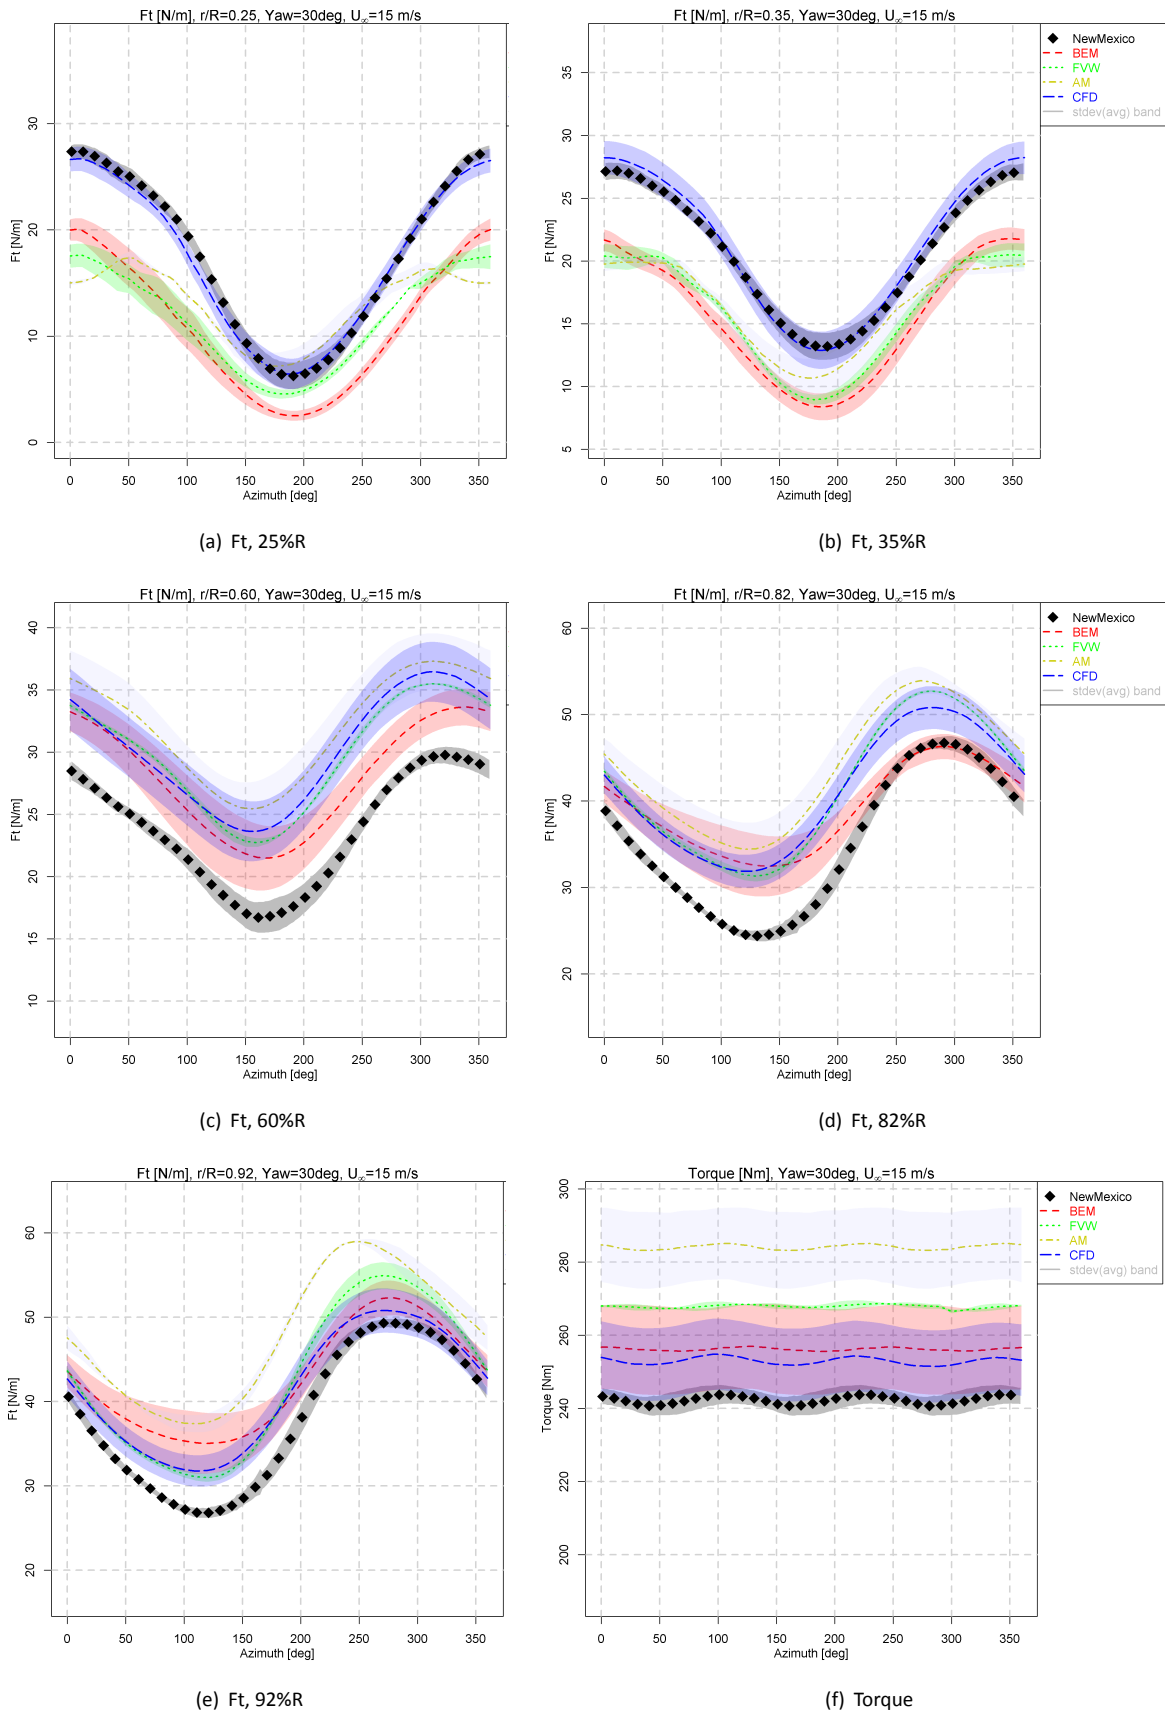 Ft [N/m], r/R=0.25, Yaw=30deg, U∞=15 m/s
Ft [N/m]
30
20
10
0
0 50 100 150 200 250 300 350
Azimuth [deg]
(a) Ft, 25%R
Ft [N/m], r/R=0.35, Yaw=30deg, U∞=15 m/s
NewMexico
BEM
FVW
AM
CFD
stdev(avg) band
Ft [N/m]
35
30
25
20
15
10
5
0 50 100 150 200 250 300 350
Azimuth [deg]
(b) Ft, 35%R
Ft [N/m], r/R=0.60, Yaw=30deg, U∞=15 m/s
Ft [N/m]
40
35
30
25
20
15
10
0 50 100 150 200 250 300 350
Azimuth [deg]
(c) Ft, 60%R
Ft [N/m], r/R=0.82, Yaw=30deg, U∞=15 m/s
NewMexico
BEM
FVW
AM
CFD
stdev(avg) band
Ft [N/m]
60
50
40
30
20
0 50 100 150 200 250 300 350
Azimuth [deg]
(d) Ft, 82%R
Ft [N/m], r/R=0.92, Yaw=30deg, U∞=15 m/s
Ft [N/m]
60
50
40
30
20
0 50 100 150 200 250 300 350
Azimuth [deg]
(e) Ft, 92%R
Torque [Nm], Yaw=30deg, U∞=15 m/s
NewMexico
BEM
FVW
AM
CFD
stdev(avg) band
Torque [Nm]
300
280
260
240
220
200
0 50 100 150 200 250 300 350
Azimuth [deg]
(f) Torque